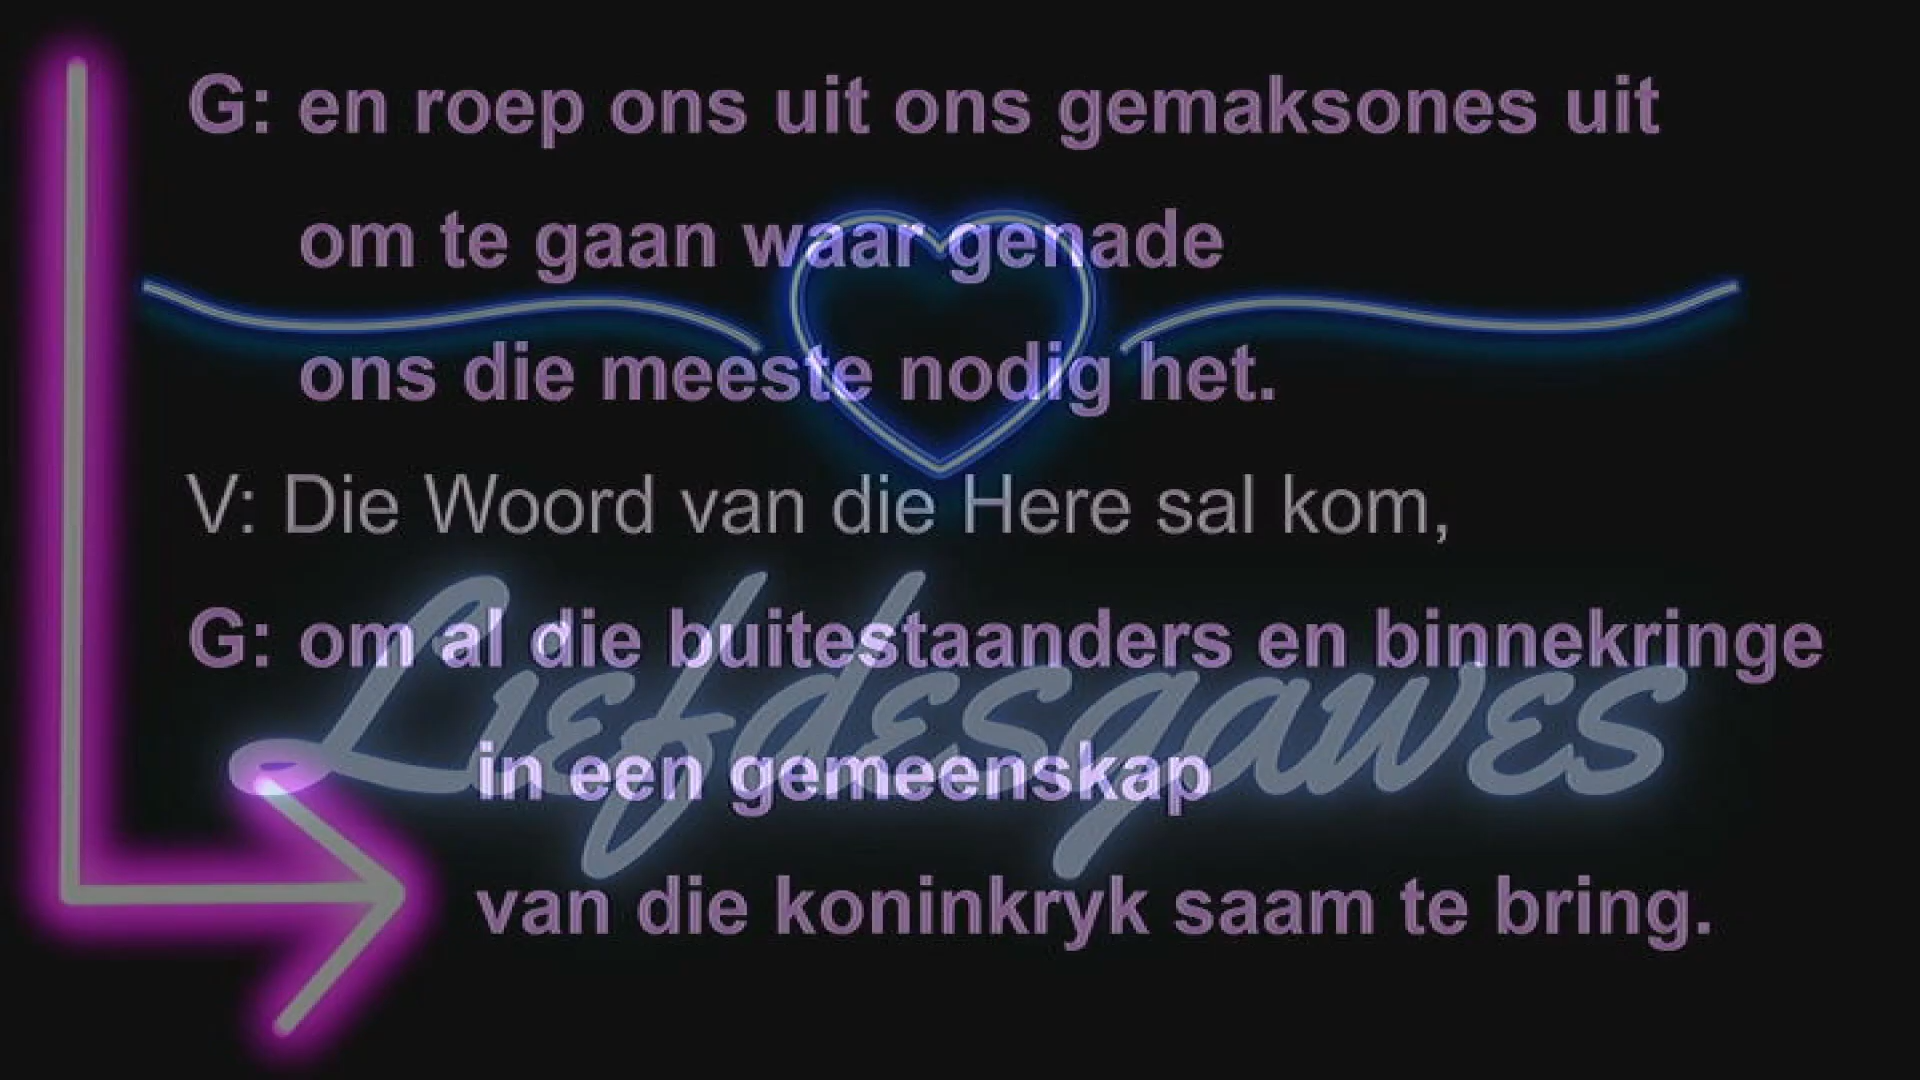 G: en roep ons uit ons gemaksones uit
om te gaan waar genade
ons die meeste nodig het.
V: Die Woord van die Here sal kom,
G: om al die buitestaanders en binnekringe
Liefdesgawes
in een gemeenskap
van die koninkryk saam te bring.